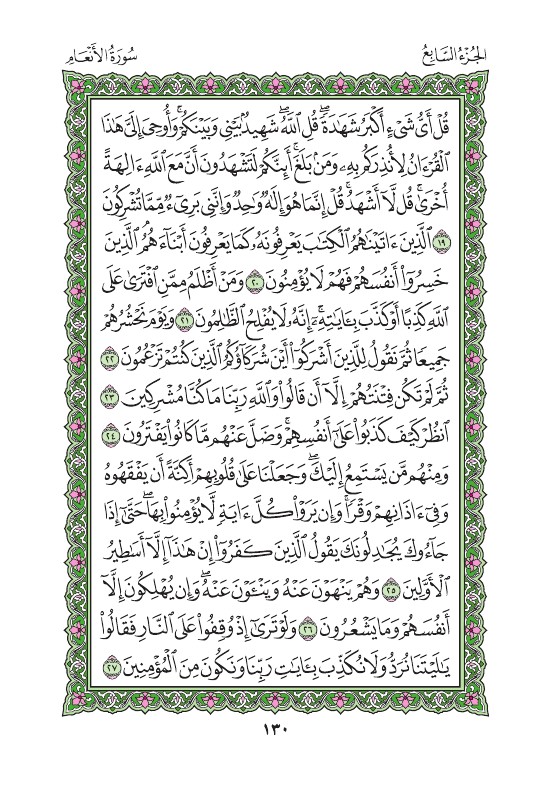 الجُزْءُ السَّابِعُ
سُورَةُ الأَنْعَامِ
قُلْ أَيُّ شَيْءٍ أَكْبَرُ شَهَٰدَةً ۖ قُلِ ٱللَّهُ ۖ شَهِيدٌۢ بَيْنِي وَبَيْنَكُمْ ۚ وَأُوحِيَ إِلَيَّ هَٰذَا
ٱلْقُرْءَانُ لِأُنذِرَكُم بِهِۦ وَمَنۢ بَلَغَ ۚ أَئِنَّكُمْ لَتَشْهَدُونَ أَنَّ مَعَ ٱللَّهِ ءَالِهَةً
أُخْرَىٰ ۚ قُل لَّآ أَشْهَدُ ۚ قُلْ إِنَّمَا هُوَ إِلَٰهٌ وَٰحِدٌ وَإِنَّنِي بَرِيٓءٌ مِّمَّا تُشْرِكُونَ
١٩ ٱلَّذِينَ ءَاتَيْنَٰهُمُ ٱلْكِتَٰبَ يَعْرِفُونَهُۥ كَمَا يَعْرِفُونَ أَبْنَآءَهُمُ ۘ ٱلَّذِينَ
خَسِرُوٓا۟ أَنفُسَهُمْ فَهُمْ لَا يُؤْمِنُونَ ٢٠ وَمَنْ أَظْلَمُ مِمَّنِ ٱفْتَرَىٰ عَلَى
ٱللَّهِ كَذِبًا أَوْ كَذَّبَ بِـَٔايَٰتِهِۦٓ ۗ إِنَّهُۥ لَا يُفْلِحُ ٱلظَّٰلِمُونَ ٢١ وَيَوْمَ نَحْشُرُهُمْ
جَمِيعًا ثُمَّ نَقُولُ لِلَّذِينَ أَشْرَكُوٓا۟ أَيْنَ شُرَكَآؤُكُمُ ٱلَّذِينَ كُنتُمْ تَزْعُمُونَ ٢٢
ثُمَّ لَمْ تَكُن فِتْنَتُهُمْ إِلَّآ أَن قَالُوا۟ وَٱللَّهِ رَبِّنَا مَا كُنَّا مُشْرِكِينَ ٢٣
ٱنظُرْ كَيْفَ كَذَبُوا۟ عَلَىٰٓ أَنفُسِهِمْ ۚ وَضَلَّ عَنْهُم مَّا كَانُوا۟ يَفْتَرُونَ ٢٤
وَمِنْهُم مَّن يَسْتَمِعُ إِلَيْكَ ۖ وَجَعَلْنَا عَلَىٰ قُلُوبِهِمْ أَكِنَّةً أَن يَفْقَهُوهُ
وَفِيٓ ءَاذَانِهِمْ وَقْرًا ۚ وَإِن يَرَوْا۟ كُلَّ ءَايَةٍ لَّا يُؤْمِنُوا۟ بِهَا ۚ حَتَّىٰٓ إِذَا
جَآءُوكَ يُجَٰدِلُونَكَ يَقُولُ ٱلَّذِينَ كَفَرُوٓا۟ إِنْ هَٰذَآ إِلَّآ أَسَٰطِيرُ
ٱلْأَوَّلِينَ ٢٥ وَهُمْ يَنْهَوْنَ عَنْهُ وَيَنْـَٔوْنَ عَنْهُ ۖ وَإِن يُهْلِكُونَ إِلَّآ
أَنفُسَهُمْ وَمَا يَشْعُرُونَ ٢٦ وَلَوْ تَرَىٰٓ إِذْ وُقِفُوا۟ عَلَى ٱلنَّارِ فَقَالُوا۟
يَٰلَيْتَنَا نُرَدُّ وَلَا نُكَذِّبَ بِـَٔايَٰتِ رَبِّنَا وَنَكُونَ مِنَ ٱلْمُؤْمِنِينَ ٢٧
١٣٠